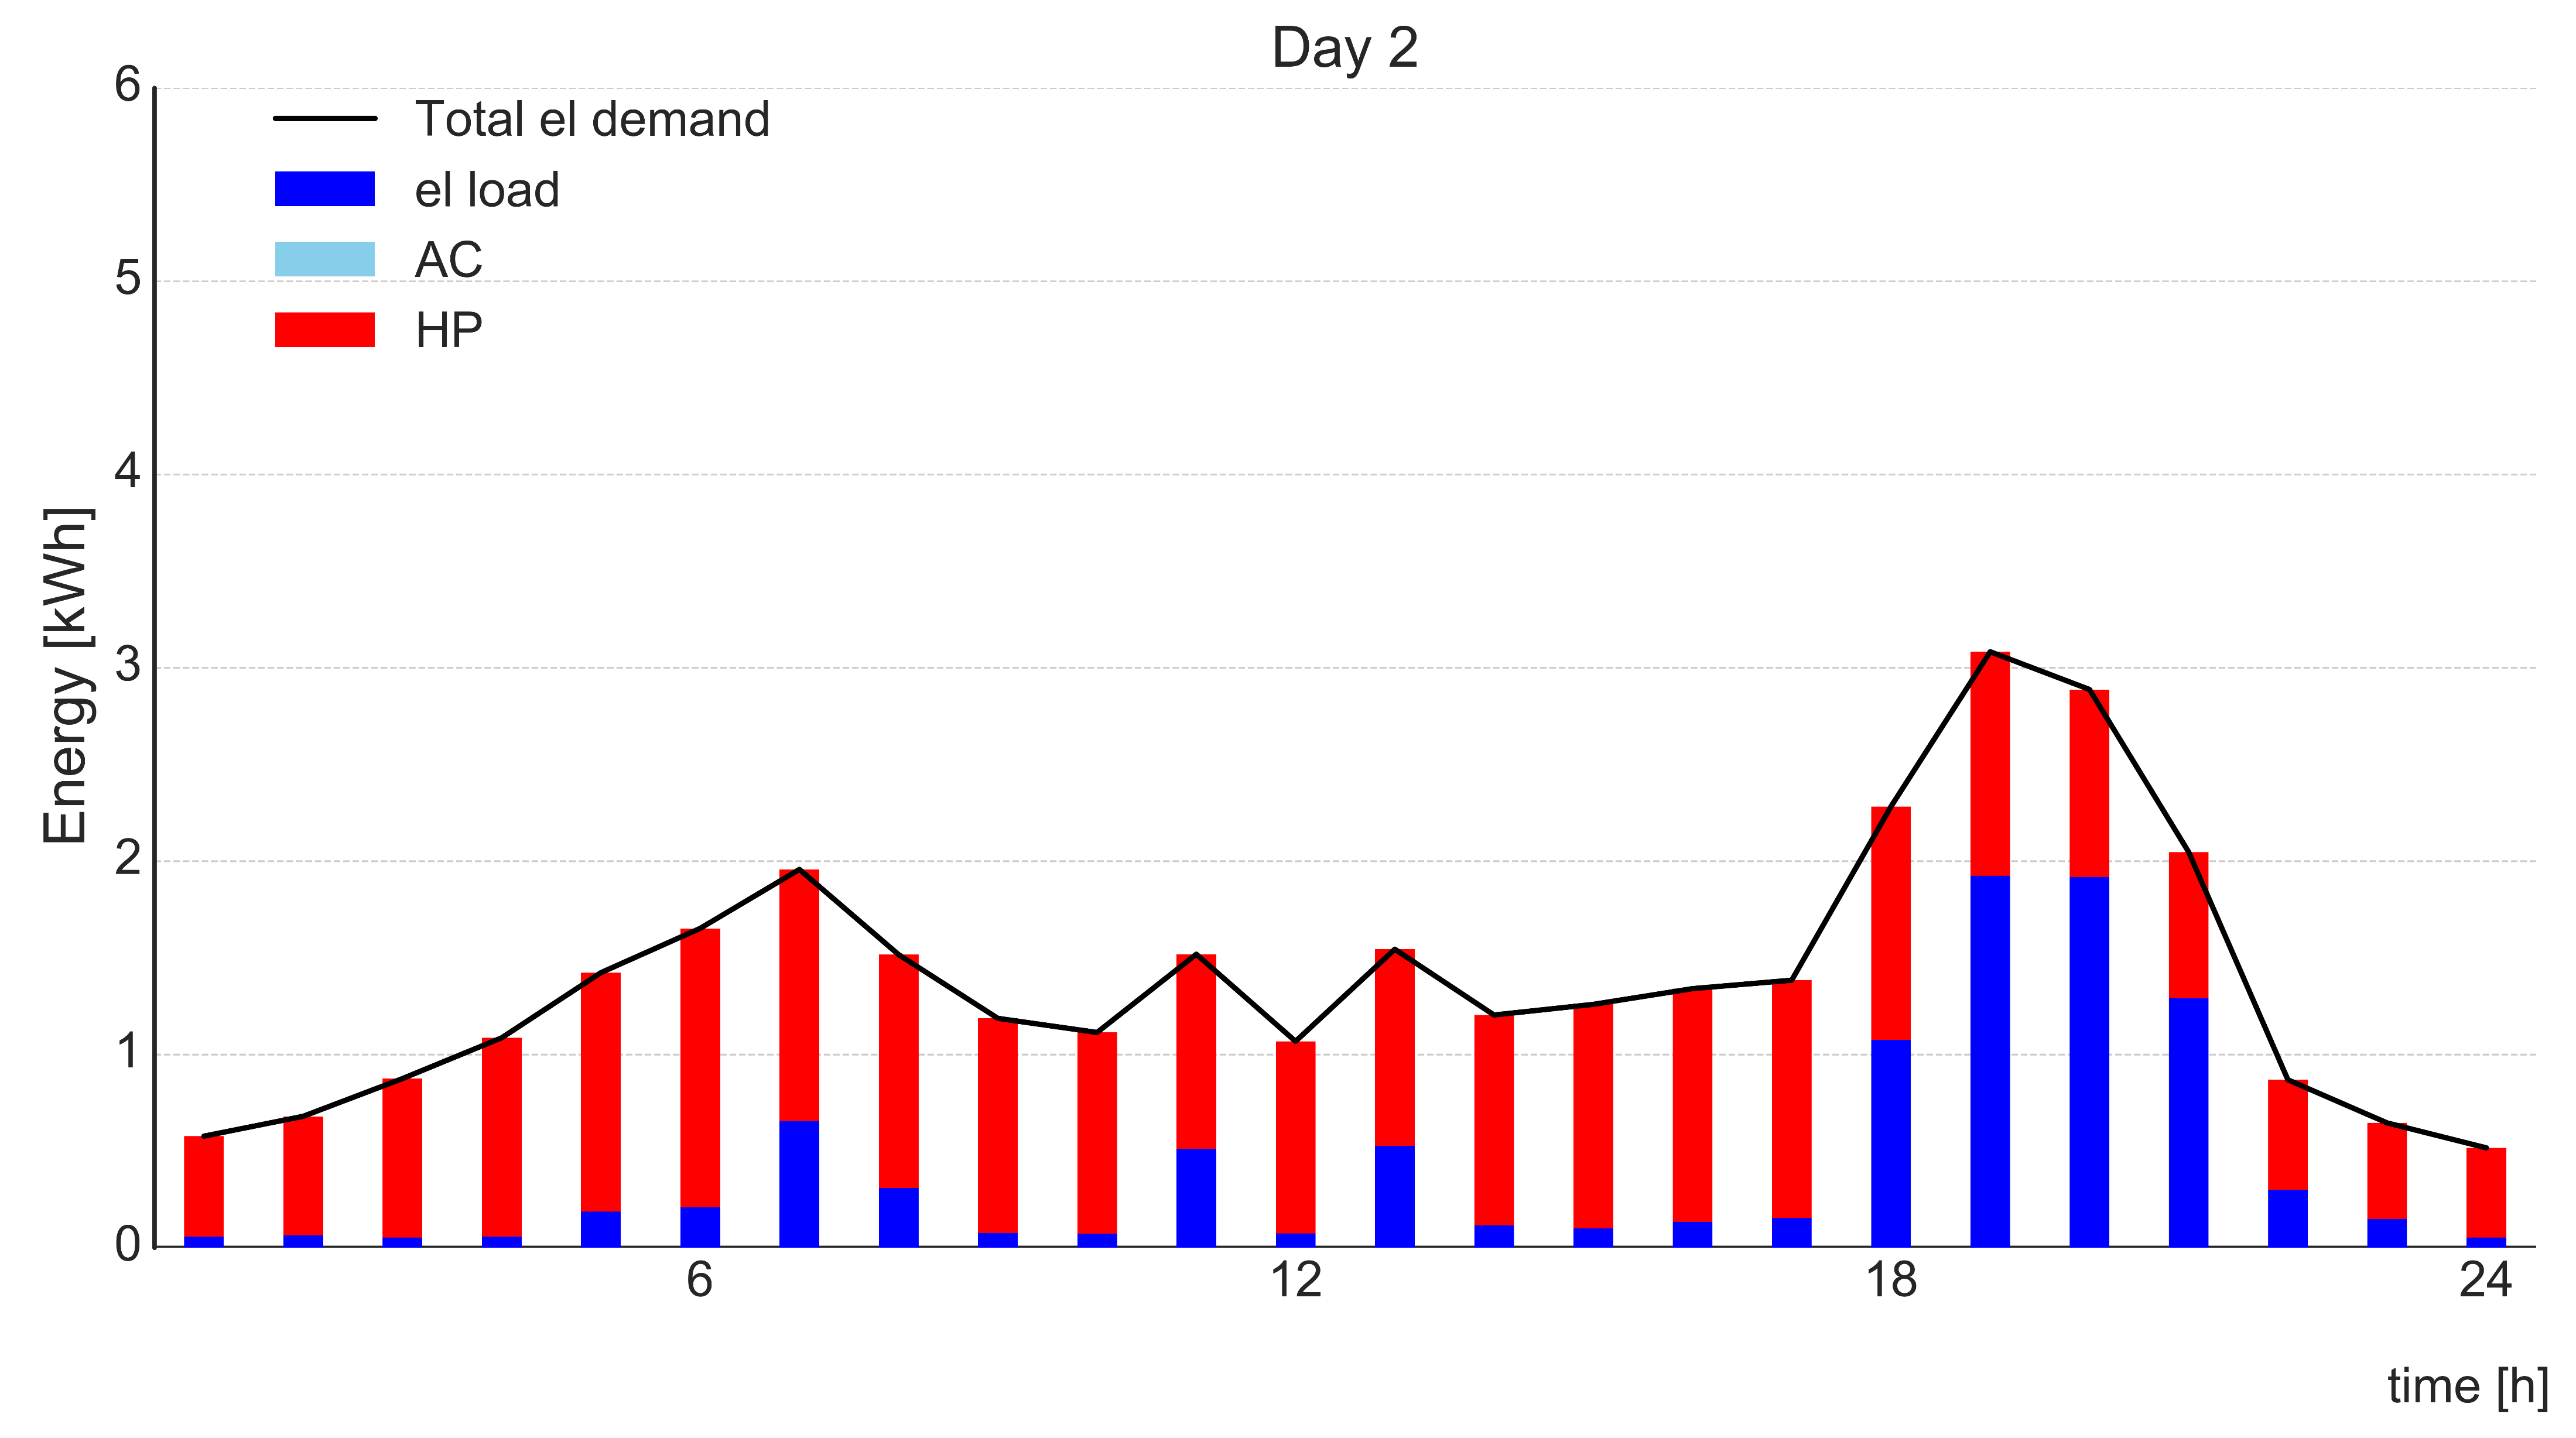 Day 2
Total el demand
el load
AC
HP
Energy [kWh]
6
5
4
3
2
1
0
6 12 18 24
time [h]